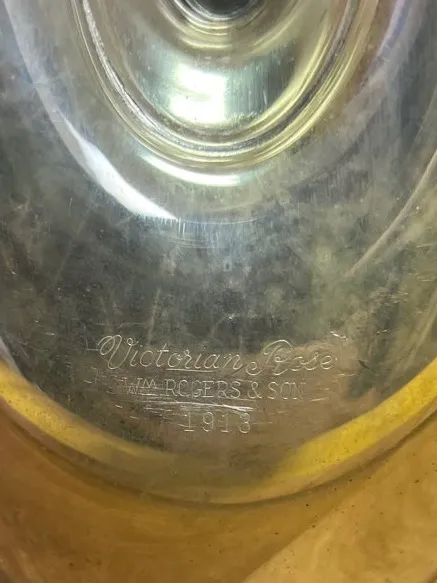 Victorian Rose
WM ROGERS & SON
1913